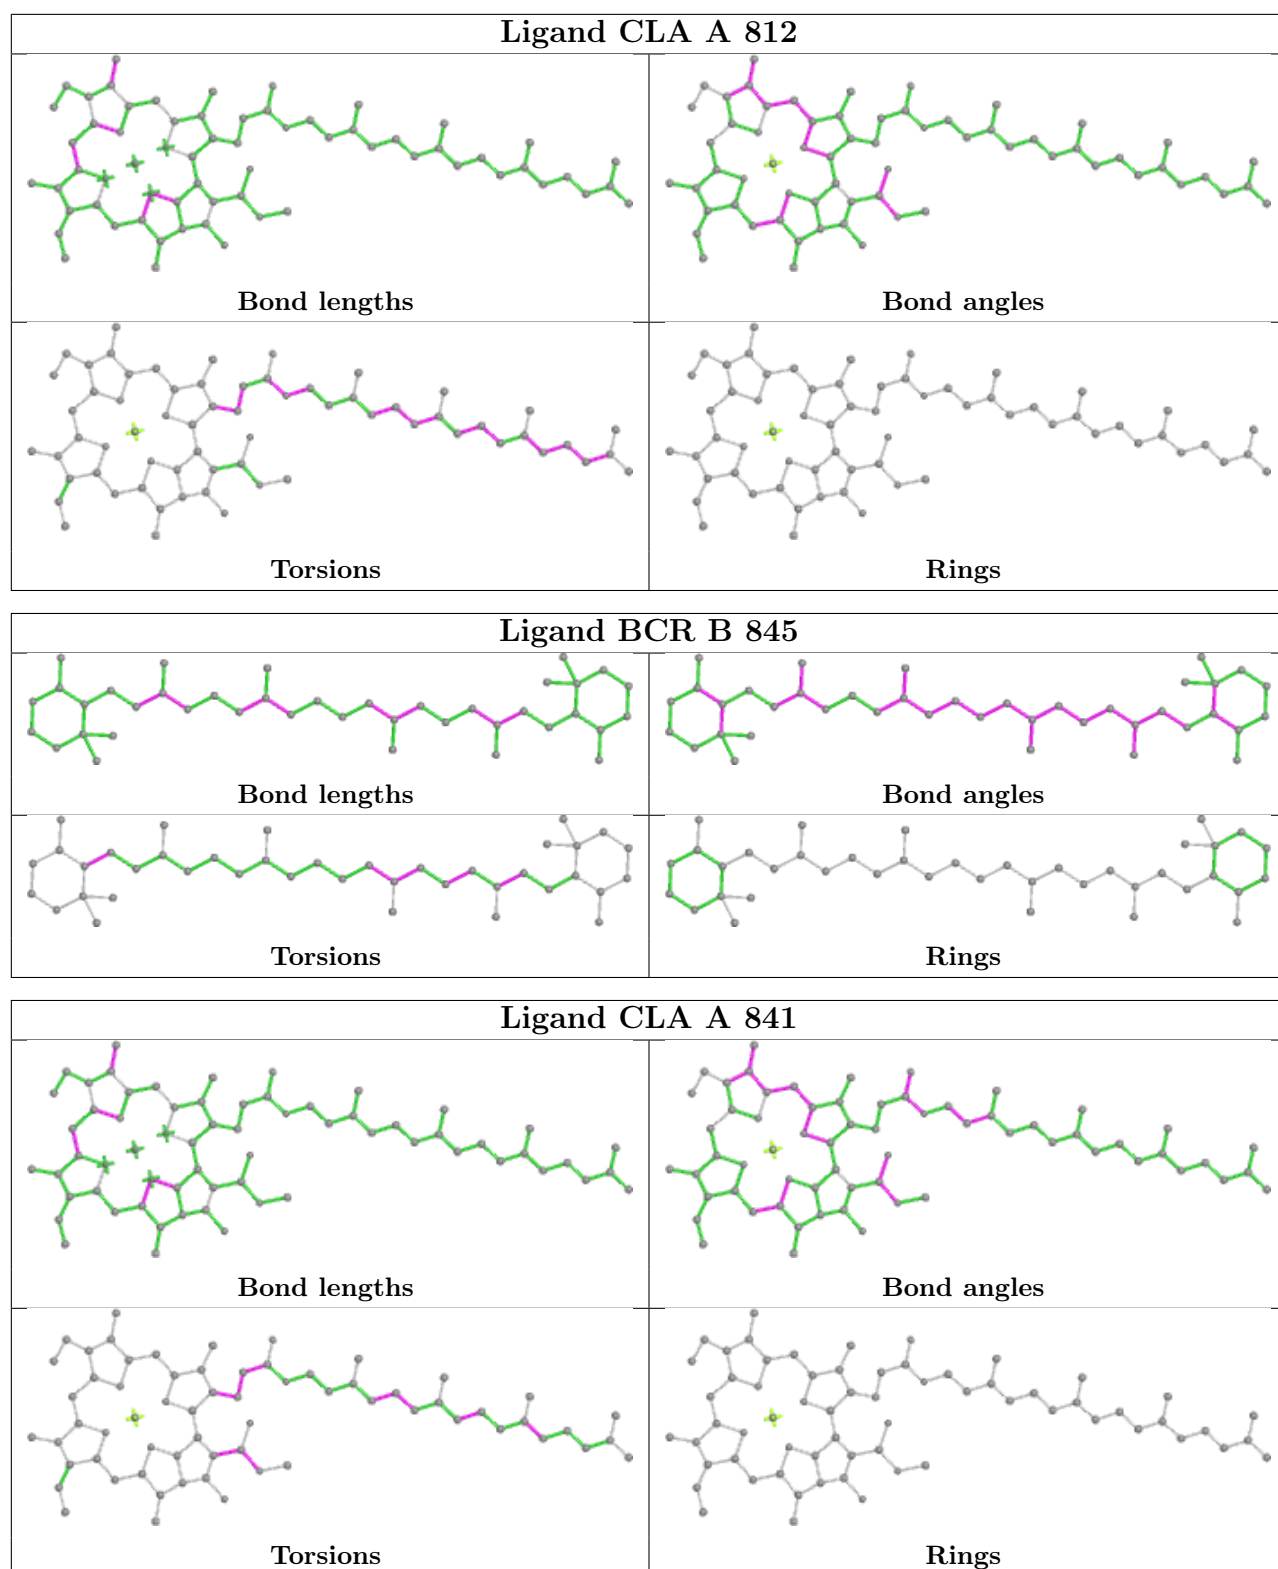 Ligand CLA A 812
Bond lengths
Bond angles
Torsions
Rings
Ligand BCR B 845
Bond lengths
Bond angles
Torsions
Rings
Ligand CLA A 841
Bond lengths
Bond angles
Torsions
Rings